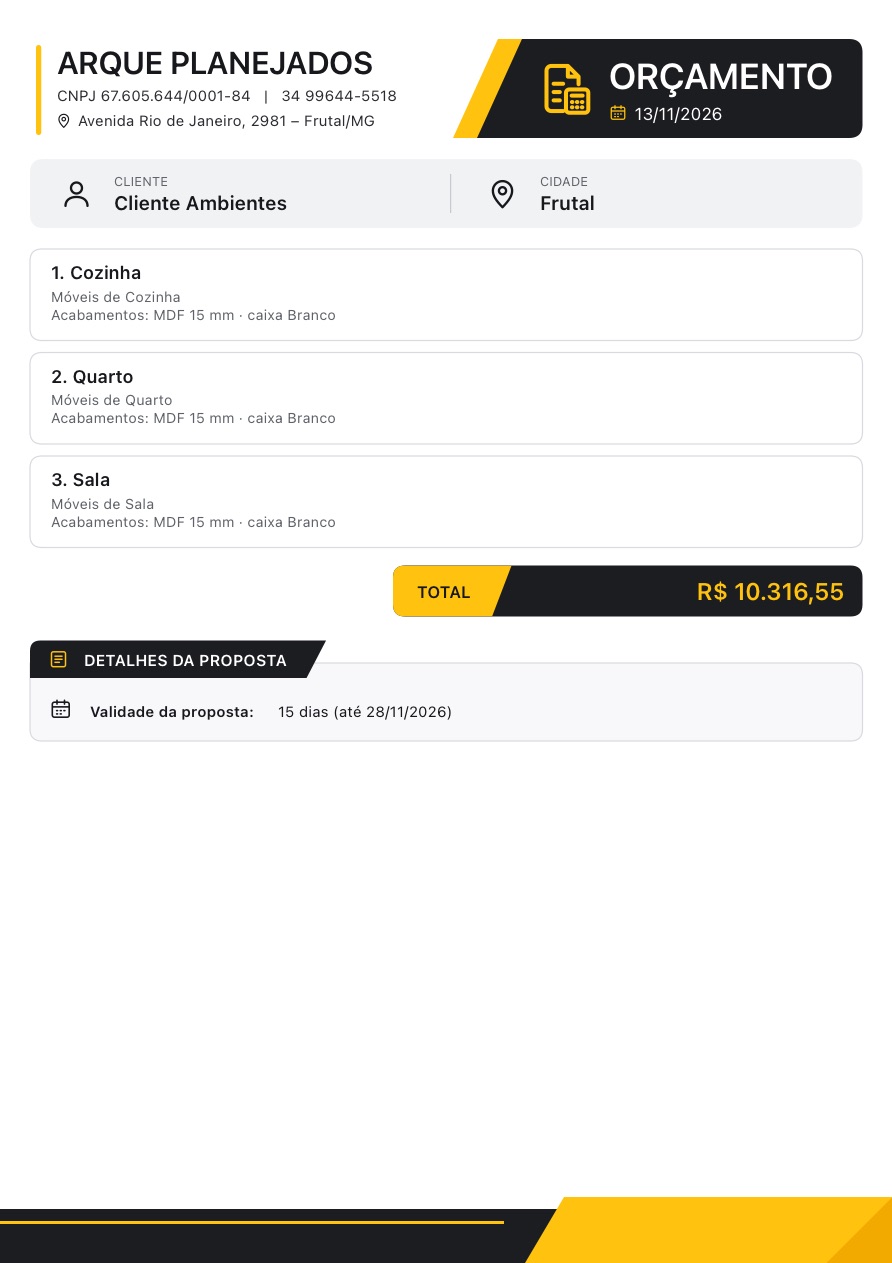 ARQUE PLANEJADOS
CNPJ 67.605.644/0001-84 | 34 99644-5518
Avenida Rio de Janeiro, 2981 – Frutal/MG
ORÇAMENTO
13/11/2026
CLIENTE
Cliente Ambientes
CIDADE
Frutal
1. Cozinha
Móveis de Cozinha
Acabamentos: MDF 15 mm · caixa Branco
2. Quarto
Móveis de Quarto
Acabamentos: MDF 15 mm · caixa Branco
3. Sala
Móveis de Sala
Acabamentos: MDF 15 mm · caixa Branco
TOTAL R$ 10.316,55
DETALHES DA PROPOSTA
Validade da proposta: 15 dias (até 28/11/2026)